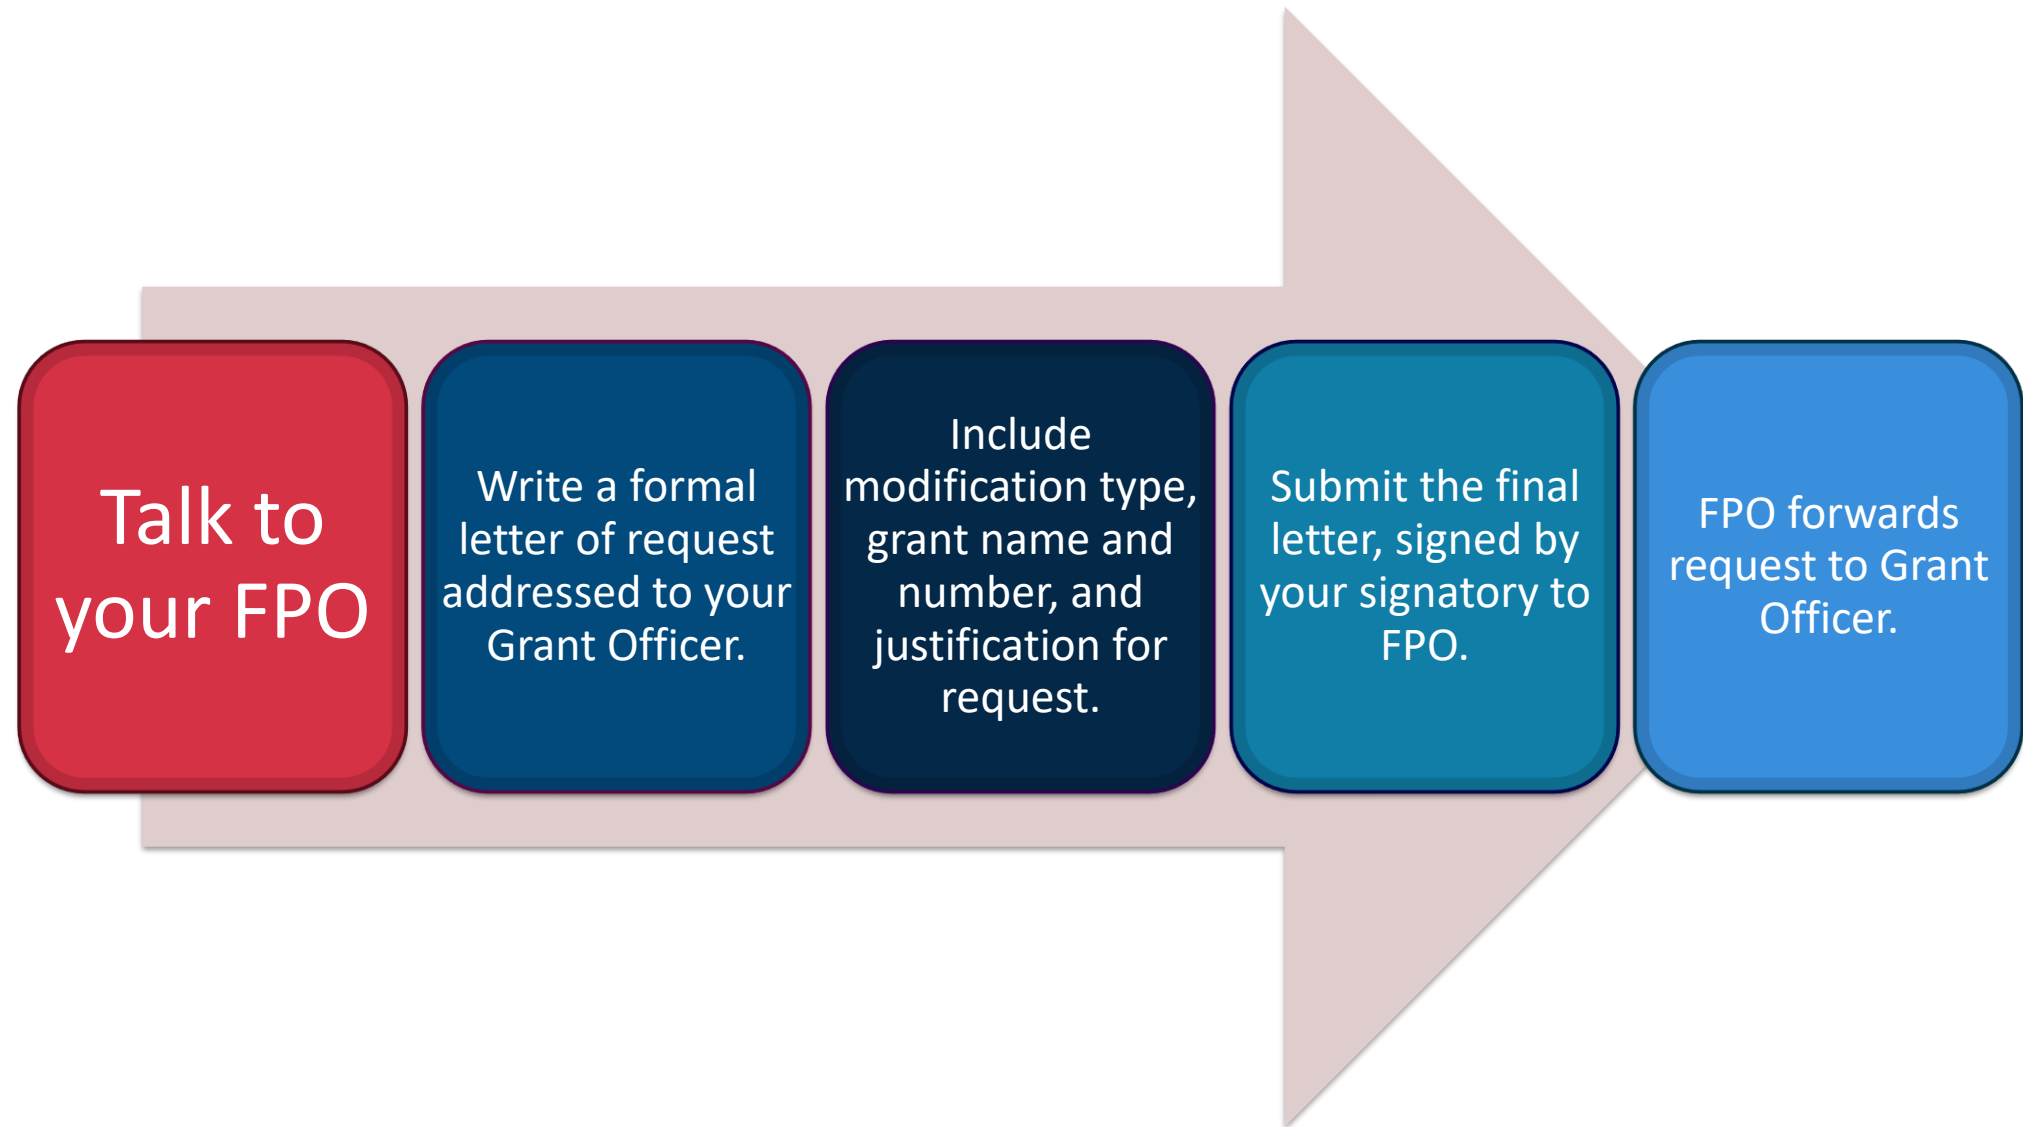 Talk to
your FPO
Write a formal
letter of request
addressed to your
Grant Officer.
Include
modification type,
grant name and
number, and
justification for
request.
Submit the final
letter, signed by
your signatory to
FPO.
FPO forwards
request to Grant
Officer.